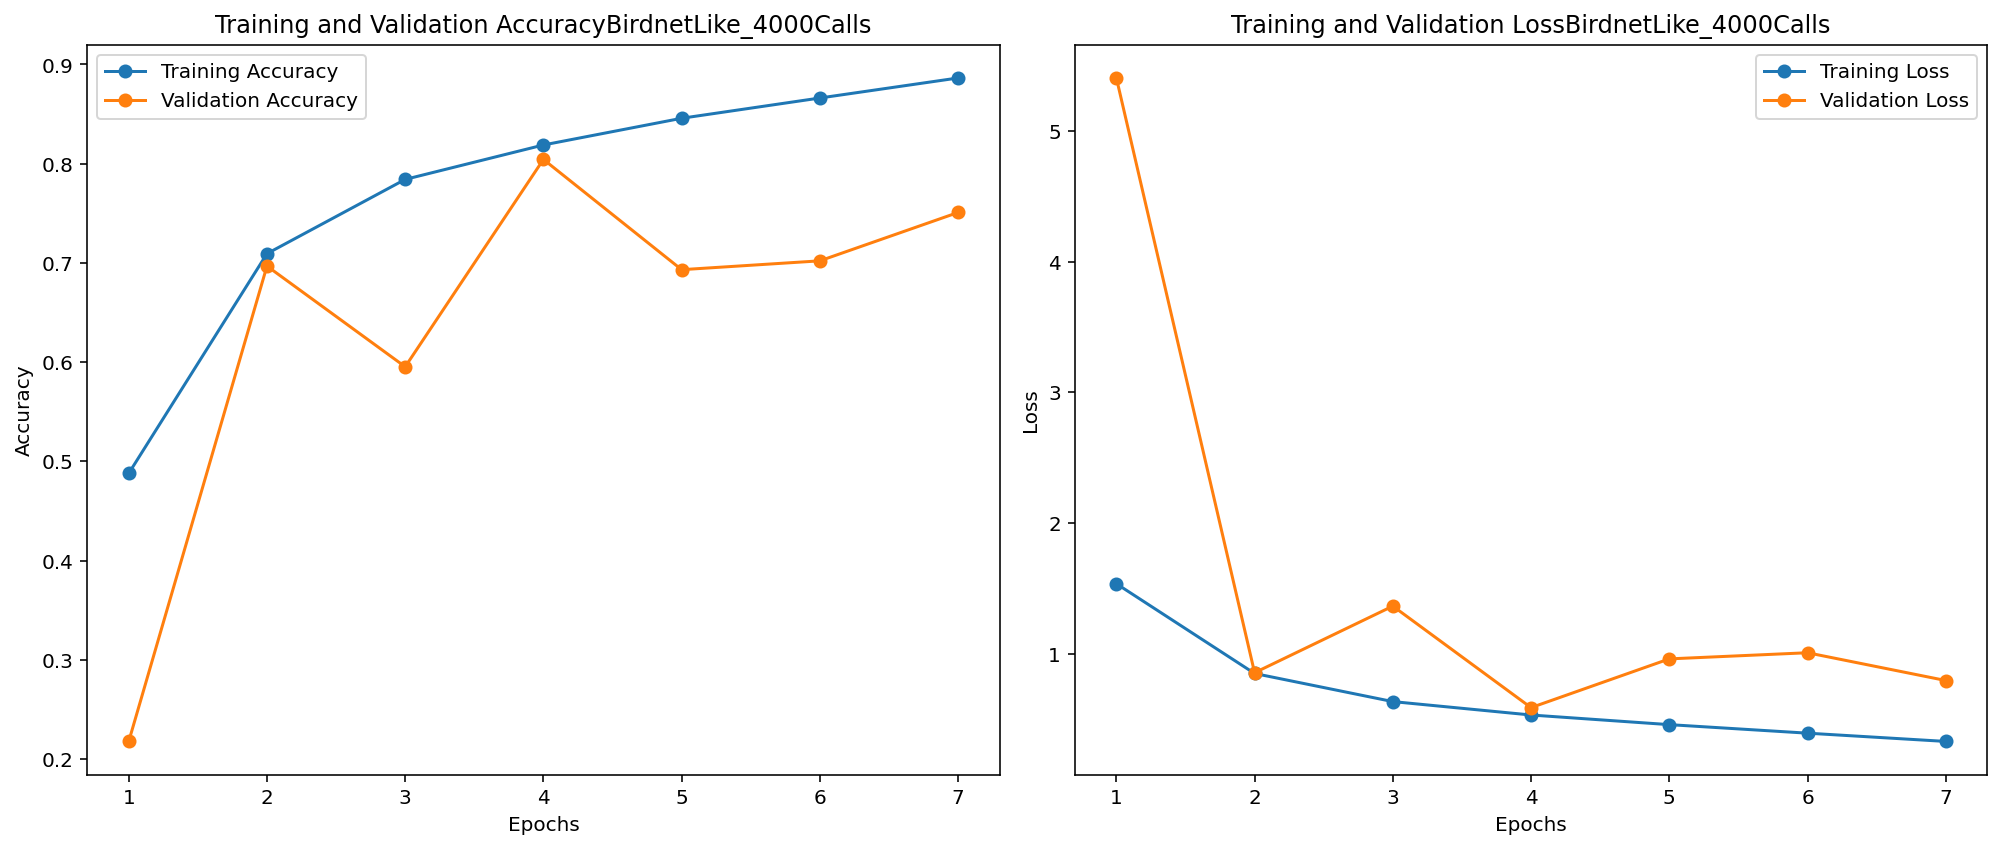 Training and Validation AccuracyBirdnetLike_4000Calls
Training Accuracy
Validation Accuracy
0.9
0.8
0.7
0.6
0.5
0.4
0.3
0.2
Accuracy
1 2 3 4 5 6 7
Epochs
Training and Validation LossBirdnetLike_4000Calls
Training Loss
Validation Loss
5
4
3
2
1
Loss
1 2 3 4 5 6 7
Epochs